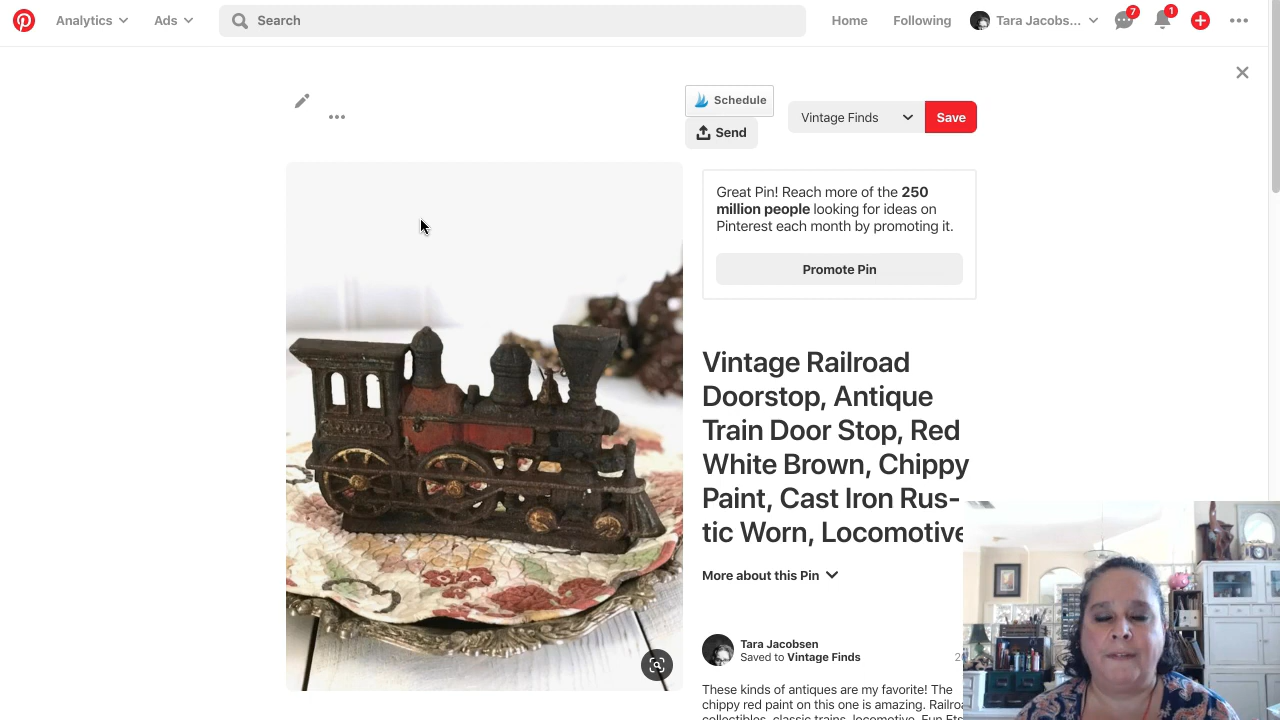 Analytics
Ads
Search
Home
Following
Tara Jacobs...
7
1
Schedule
Send
Vintage Finds
Save
Great Pin! Reach more of the 250
million people looking for ideas on
Pinterest each month by promoting it.
Promote Pin
Vintage Railroad
Doorstop, Antique
Train Door Stop, Red
White Brown, Chippy
Paint, Cast Iron Rus-
tic Worn, Locomotive
More about this Pin
Tara Jacobsen
Saved to Vintage Finds
These kinds of antiques are my favorite! The
chippy red paint on this one is amazing.
collectibles, classic trains, locomotive.